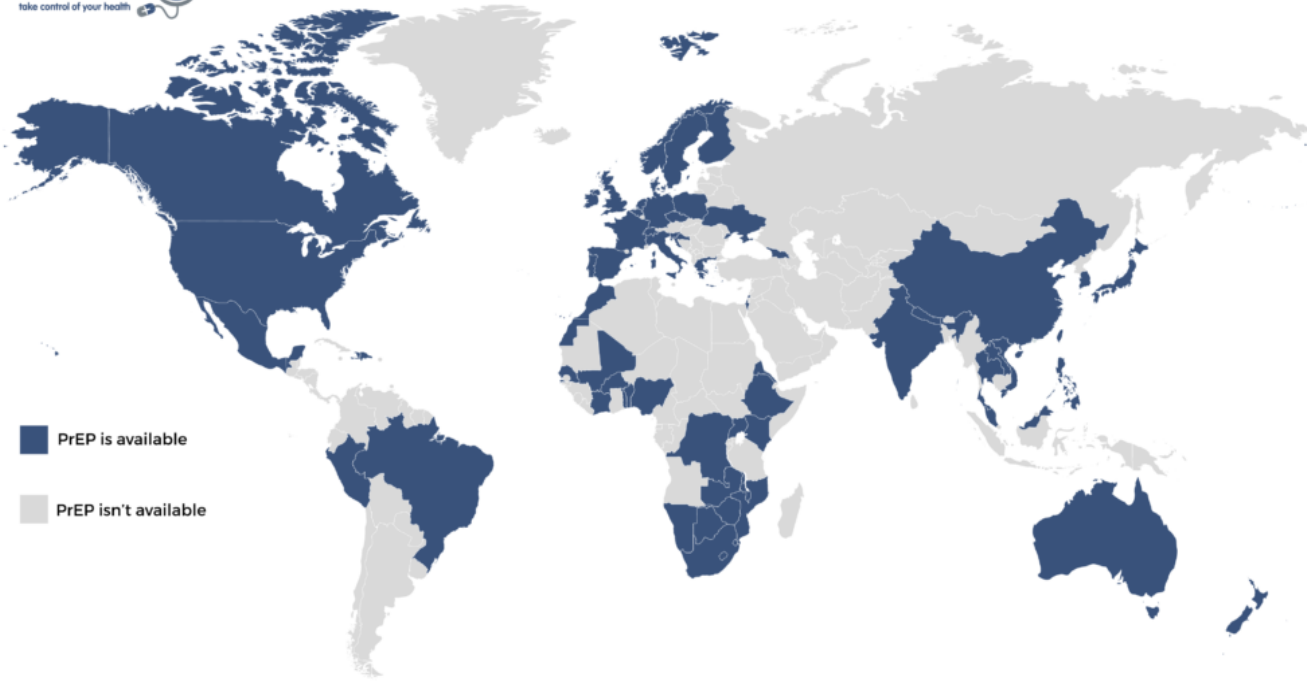 take control of your health
PrEP is available
PrEP isn't available